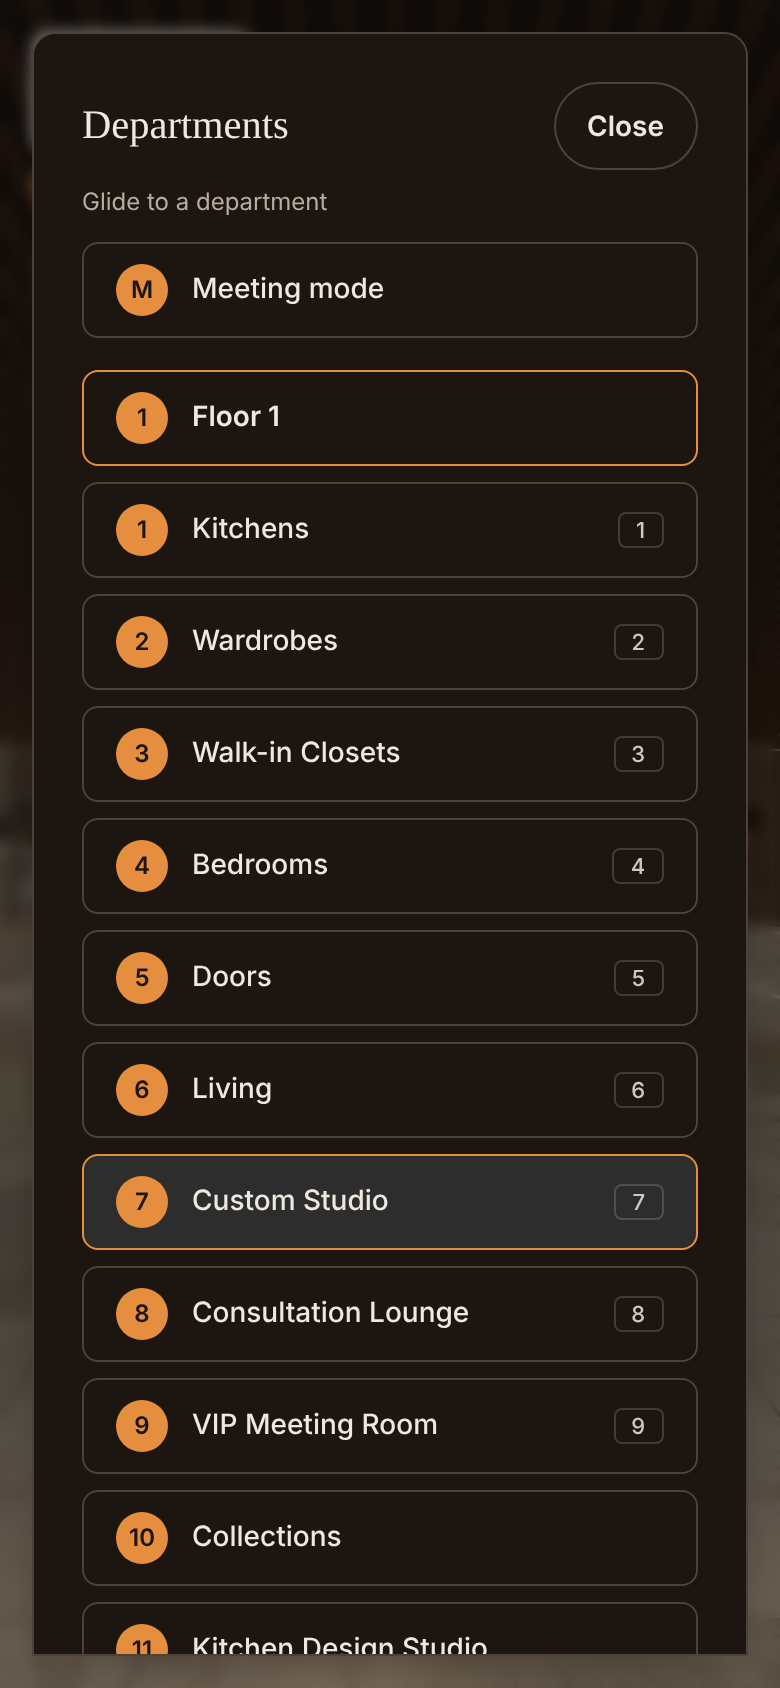 Departments
Close
Glide to a department
M Meeting mode
1 Floor 1
1 Kitchens 1
2 Wardrobes 2
3 Walk-in Closets 3
4 Bedrooms 4
5 Doors 5
6 Living 6
7 Custom Studio 7
8 Consultation Lounge 8
9 VIP Meeting Room 9
10 Collections
11 Kitchen Design Studio